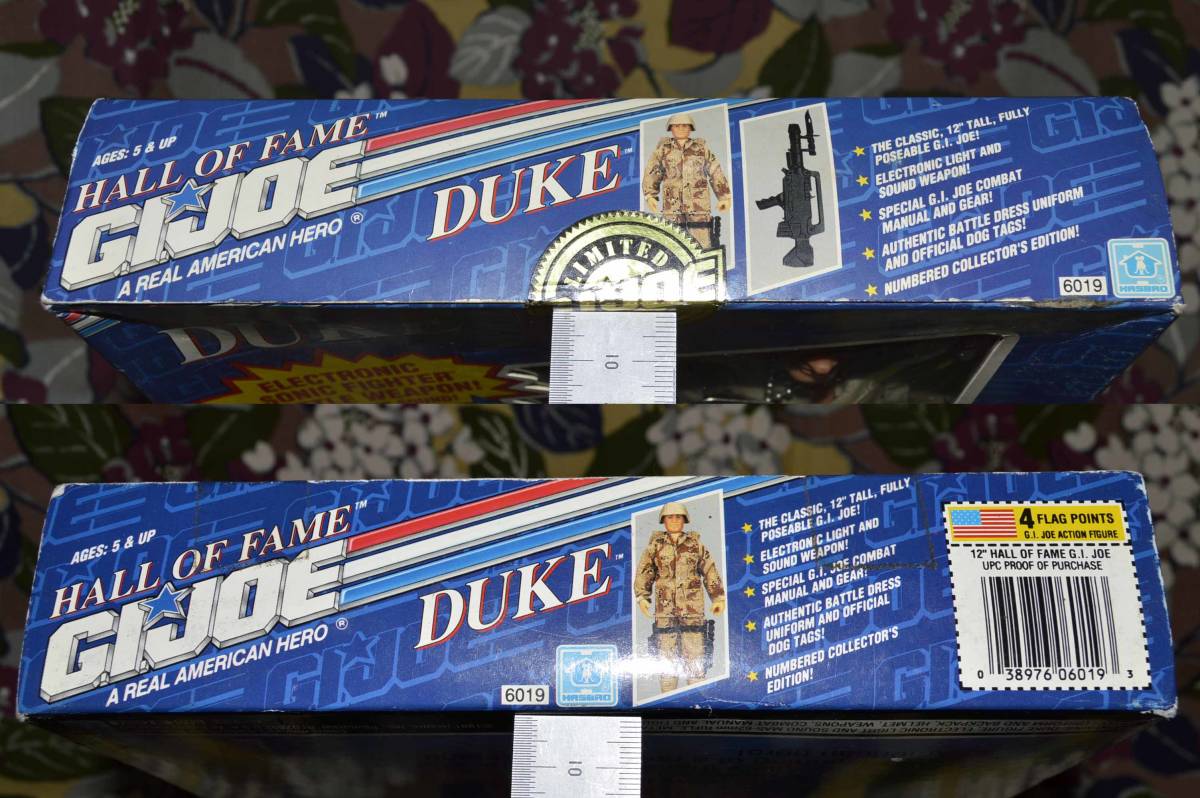 AGES: 5 & UP
HALL OF FAME™
G.I.JOE
A REAL AMERICAN HERO ®
DUKE™
LIMITED
★ THE CLASSIC, 12" TALL, FULLY
POSEABLE G.I. JOE!
★ ELECTRONIC LIGHT AND
SOUND WEAPON!
★ SPECIAL G.I. JOE COMBAT
MANUAL AND GEAR!
★ AUTHENTIC BATTLE DRESS UNIFORM
AND OFFICIAL DOG TAGS!
★ NUMBERED COLLECTOR'S EDITION!
6019
HASBRO
DU
ELECTRONIC
10
AGES: 5 & UP
HALL OF FAME™
G.I.JOE
A REAL AMERICAN HERO ®
DUKE™
6019
HASBRO
★ THE CLASSIC, 12" TALL, FULLY
POSEABLE G.I. JOE!
★ ELECTRONIC LIGHT AND
SOUND WEAPON!
★ SPECIAL G.I. JOE COMBAT
MANUAL AND GEAR!
★ AUTHENTIC BATTLE DRESS
UNIFORM AND OFFICIAL
DOG TAGS!
★ NUMBERED COLLECTOR'S
EDITION!
4 FLAG POINTS
G.I. JOE ACTION FIGURE
12" HALL OF FAME G.I. JOE
UPC PROOF OF PURCHASE
0 38976 06019 3
10